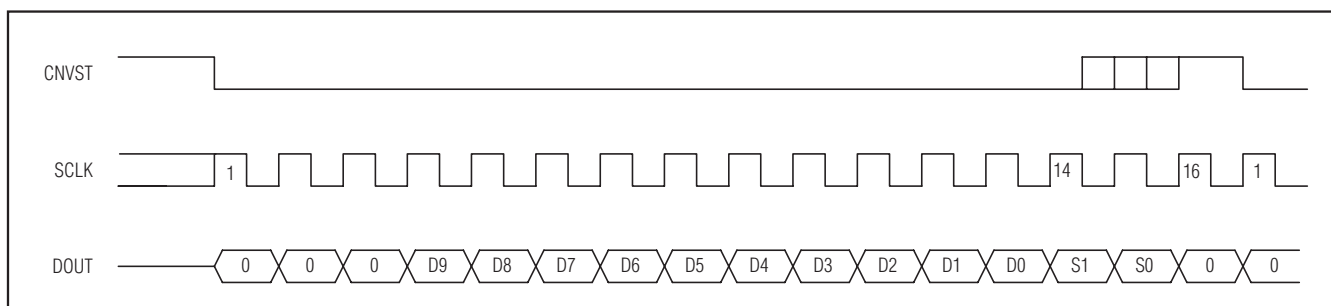 CNVST
SCLK 1 14 16 1
DOUT 0 0 0 D9 D8 D7 D6 D5 D4 D3 D2 D1 D0 S1 S0 0 0